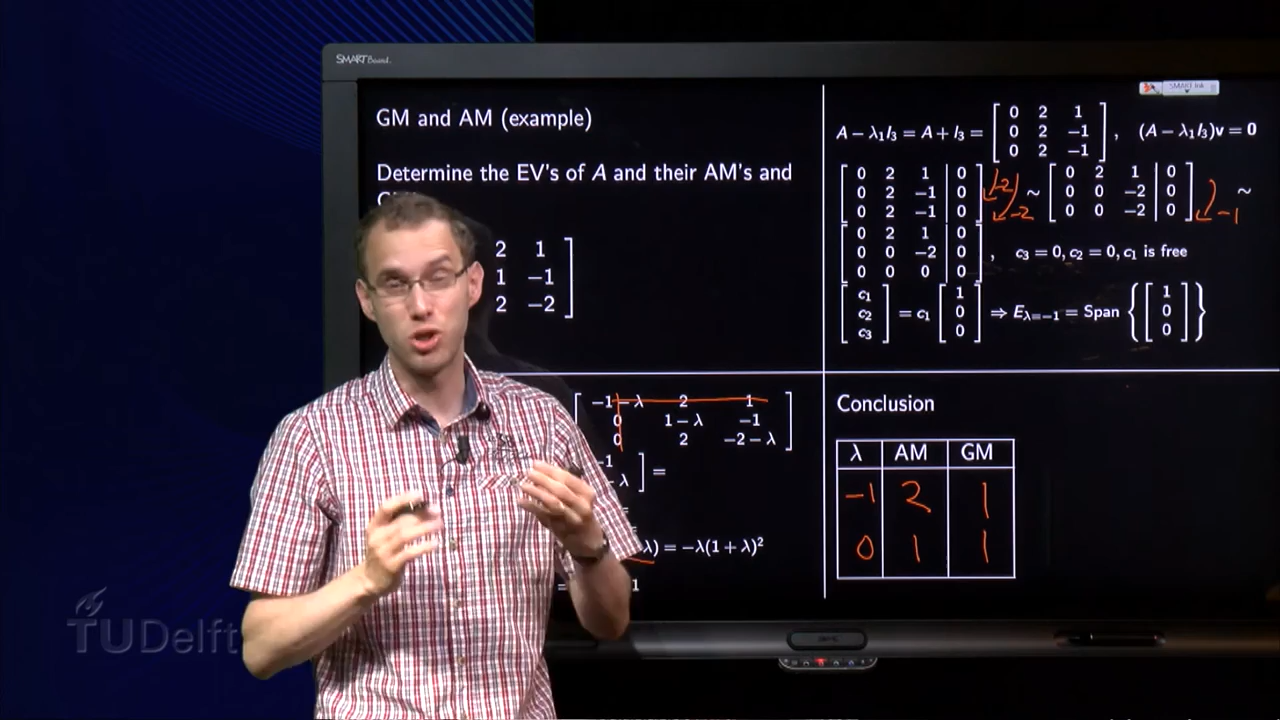 SMART Board
SMART Ink
GM and AM (example)
Determine the EV's of A and their AM's and
2 1
1 −1
2 −2
A − λ₁I₃ = A + I₃ = [ 0 2 1 ] , (A − λ₁I₃)v = 0
0 2 −1
0 2 −1
0 2 1 | 0 ~ 0 2 1 | 0 ~
0 2 −1 | 0 0 0 −2 | 0
0 2 −1 | 0 −2 0 0 −2 | 0 −1
0 2 1 | 0
0 0 −2 | 0 , c₃ = 0, c₂ = 0, c₁ is free
0 0 0 | 0
c₁ 1 1
c₂ = c₁ 0 ⇒ E_λ=−1 = Span { 0 }
c₃ 0 0
−1 − λ 2 1
0 1 − λ −1
0 2 −2 − λ
−1
− λ ] =
λ) = −λ(1 + λ)²
1
Conclusion
λ AM GM
−1 2 1
0 1 1
TU Delft